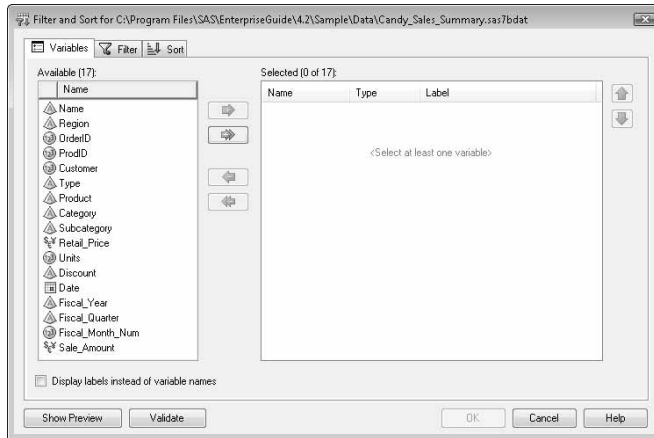 Filter and Sort for C:\Program Files\SAS\EnterpriseGuide\4.2\Sample\Data\Candy_Sales_Summary.sas7bdat
Variables Filter Sort
Available (17):
Name
Name
Region
OrderID
ProdID
Customer
Type
Product
Category
Subcategory
Retail_Price
Units
Discount
Date
Fiscal_Year
Fiscal_Quarter
Fiscal_Month_Num
Sale_Amount
Selected (0 of 17):
Name Type Label
<Select at least one variable>
Display labels instead of variable names
Show Preview Validate OK Cancel Help